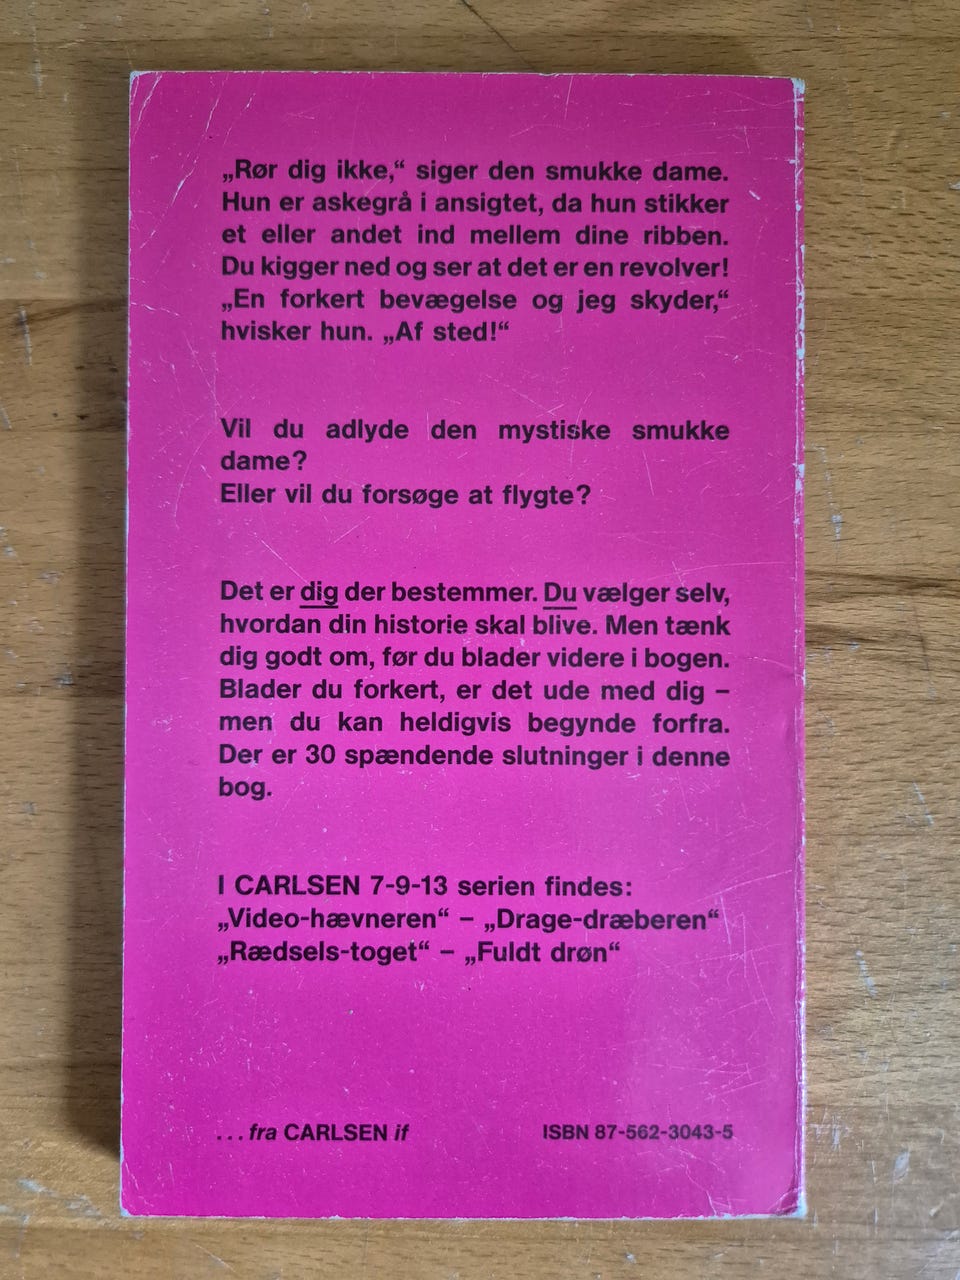 „Rør dig ikke,“ siger den smukke dame.
Hun er askegrå i ansigtet, da hun stikker
et eller andet ind mellem dine ribben.
Du kigger ned og ser at det er en revolver!
„En forkert bevægelse og jeg skyder,“
hvisker hun. „Af sted!“
Vil du adlyde den mystiske smukke
dame?
Eller vil du forsøge at flygte?
Det er dig der bestemmer. Du vælger selv,
hvordan din historie skal blive. Men tænk
dig godt om, før du blader videre i bogen.
Blader du forkert, er det ude med dig –
men du kan heldigvis begynde forfra.
Der er 30 spændende slutninger i denne
bog.
I CARLSEN 7-9-13 serien findes:
„Video-hævneren“ – „Drage-dræberen“
„Rædsels-toget“ – „Fuldt drøn“
...fra CARLSEN if
ISBN 87-562-3043-5